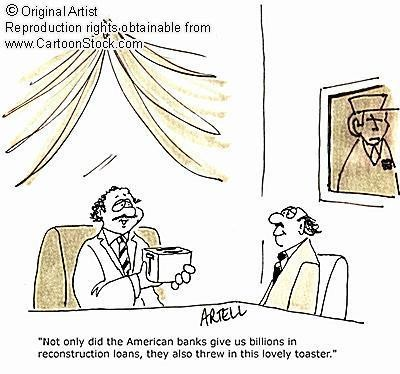 © Original Artist
Reproduction rights obtainable from
www.CartoonStock.com
ARTELL
"Not only did the American banks give us billions in
reconstruction loans, they also threw in this lovely toaster."